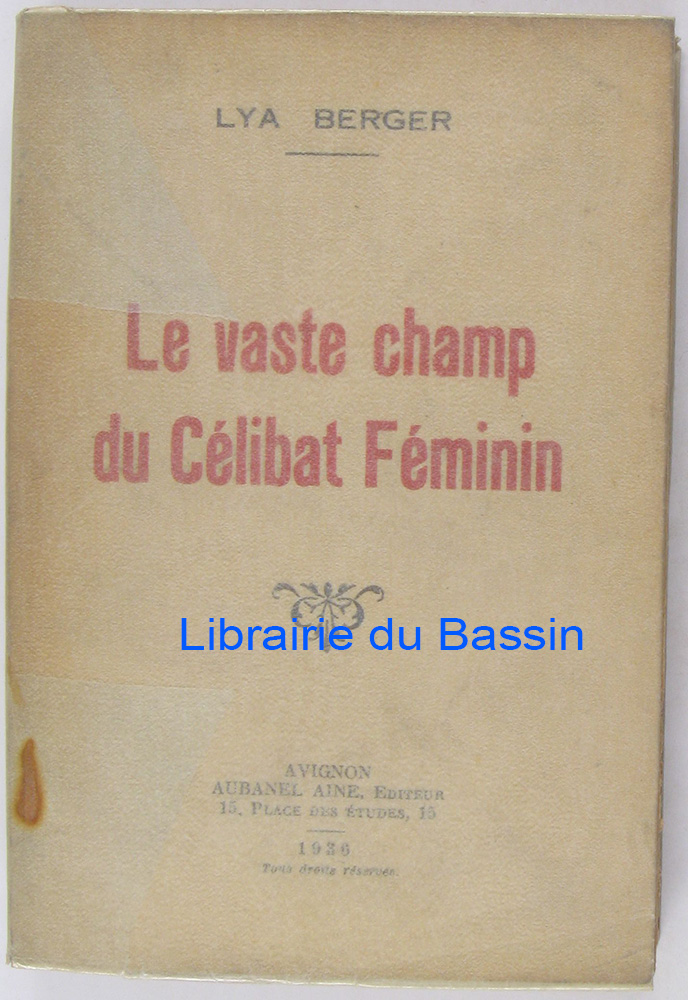 LYA BERGER
Le vaste champ
du Célibat Féminin
Librairie du Bassin
AVIGNON
AUBANEL AINE, EDITEUR
15, PLACE DES ÉTUDES, 15
1936
Tous droits réservés.